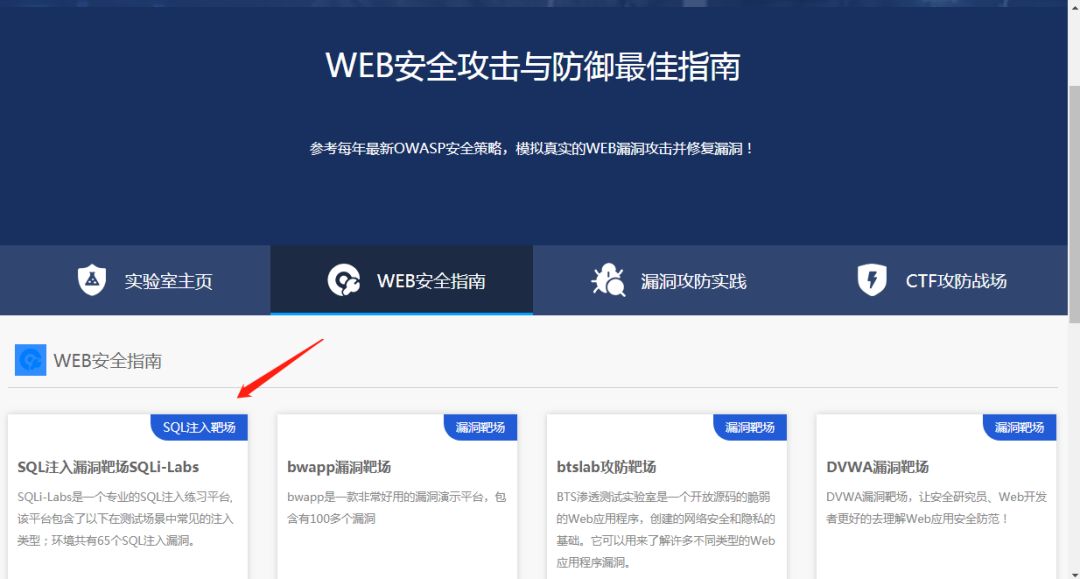 WEB安全攻击与防御最佳指南
参考每年最新OWASP安全策略，模拟真实的WEB漏洞攻击并修复漏洞！
实验室主页
WEB安全指南
漏洞攻防实践
CTF攻防战场
WEB安全指南
SQL注入靶场
SQL注入漏洞靶场SQLi-Labs
SQLi-Labs是一个专业的SQL注入练习平台,
该平台包含了以下在测试场景中常见的注入
类型；环境共有65个SQL注入漏洞。
漏洞靶场
bwapp漏洞靶场
bwapp是一款非常好用的漏洞演示平台，包
含有100多个漏洞
漏洞靶场
btslab攻防靶场
BTS渗透测试实验室是一个开放源码的脆弱
的Web应用程序，创建的网络安全和隐私的
基础。它可以用来了解许多不同类型的Web
应用程序漏洞。
漏洞靶场
DVWA漏洞靶场
DVWA漏洞靶场，让安全研究员、Web开发
者更好的去理解Web应用安全防范！